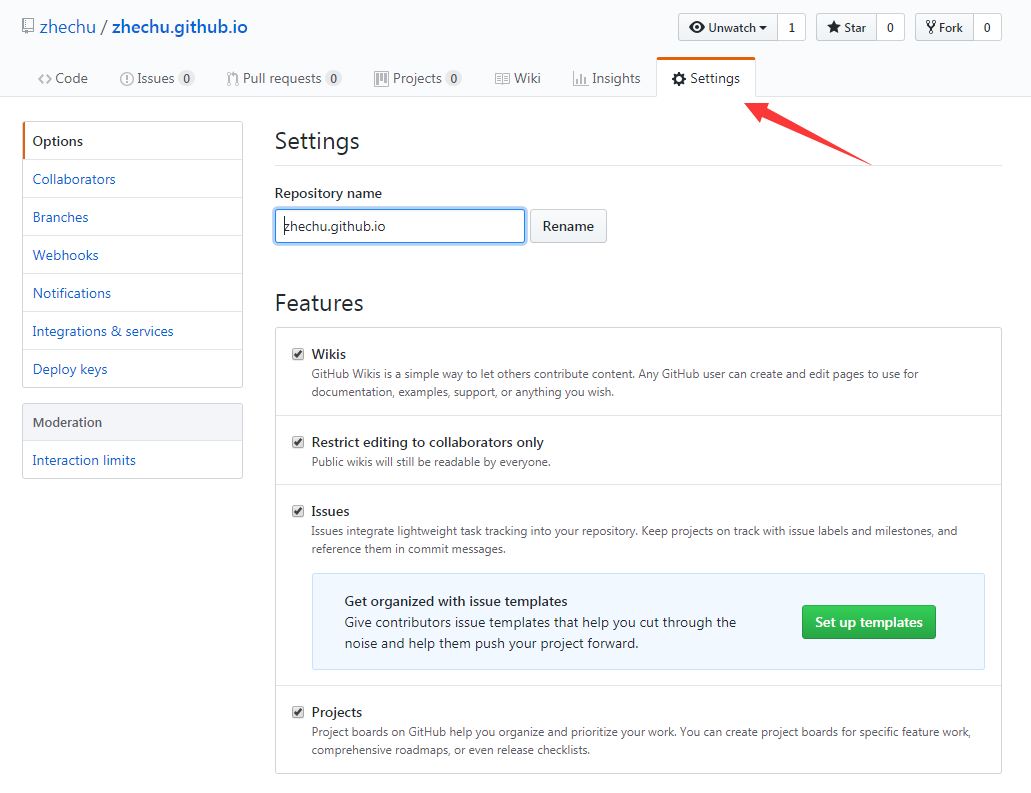 zhechu / zhechu.github.io
Unwatch 1 Star 0 Fork 0
Code Issues 0 Pull requests 0 Projects 0 Wiki Insights Settings
Options
Collaborators
Branches
Webhooks
Notifications
Integrations & services
Deploy keys
Moderation
Interaction limits
Settings
Repository name
zhechu.github.io Rename
Features
Wikis
GitHub Wikis is a simple way to let others contribute content. Any GitHub user can create and edit pages to use for
documentation, examples, support, or anything you wish.
Restrict editing to collaborators only
Public wikis will still be readable by everyone.
Issues
Issues integrate lightweight task tracking into your repository. Keep projects on track with issue labels and milestones, and
reference them in commit messages.
Get organized with issue templates
Give contributors issue templates that help you cut through the
noise and help them push your project forward.
Set up templates
Projects
Project boards on GitHub help you organize and prioritize your work. You can create project boards for specific feature work,
comprehensive roadmaps, or even release checklists.